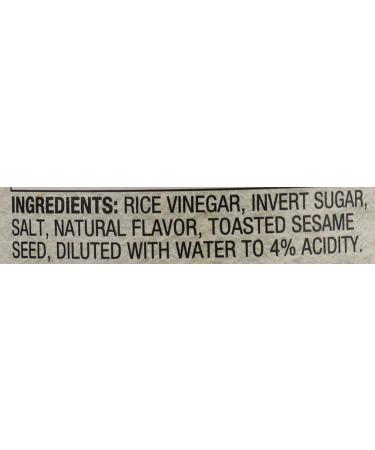 INGREDIENTS: RICE VINEGAR, INVERT SUGAR,
SALT, NATURAL FLAVOR, TOASTED SESAME
SEED, DILUTED WITH WATER TO 4% ACIDITY.